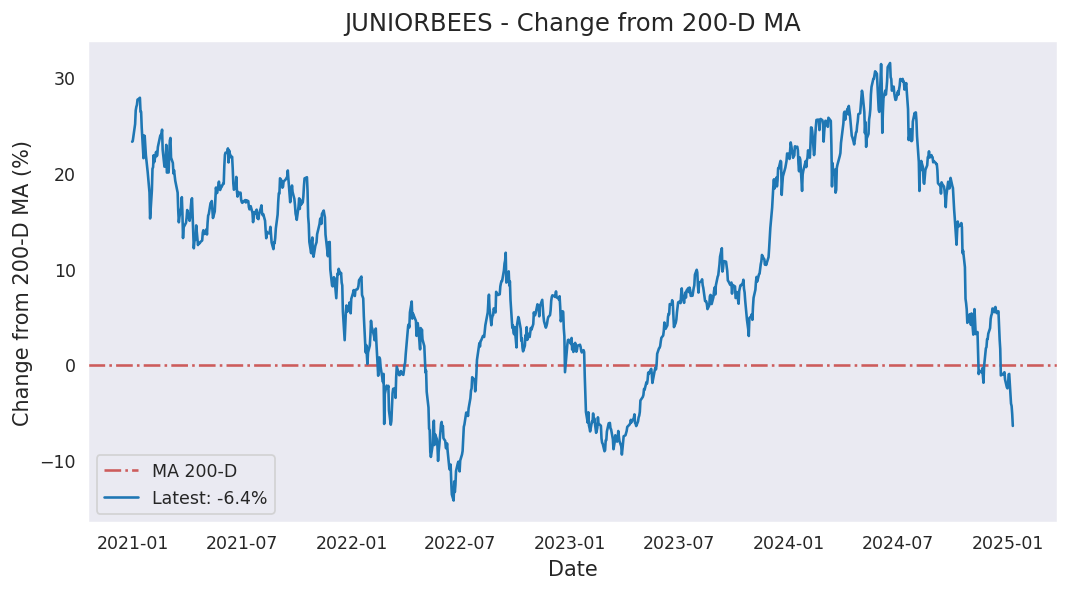 JUNIORBEES - Change from 200-D MA
Change from 200-D MA (%)
30
20
10
0
−10
MA 200-D
Latest: -6.4%
2021-01 2021-07 2022-01 2022-07 2023-01 2023-07 2024-01 2024-07 2025-01
Date